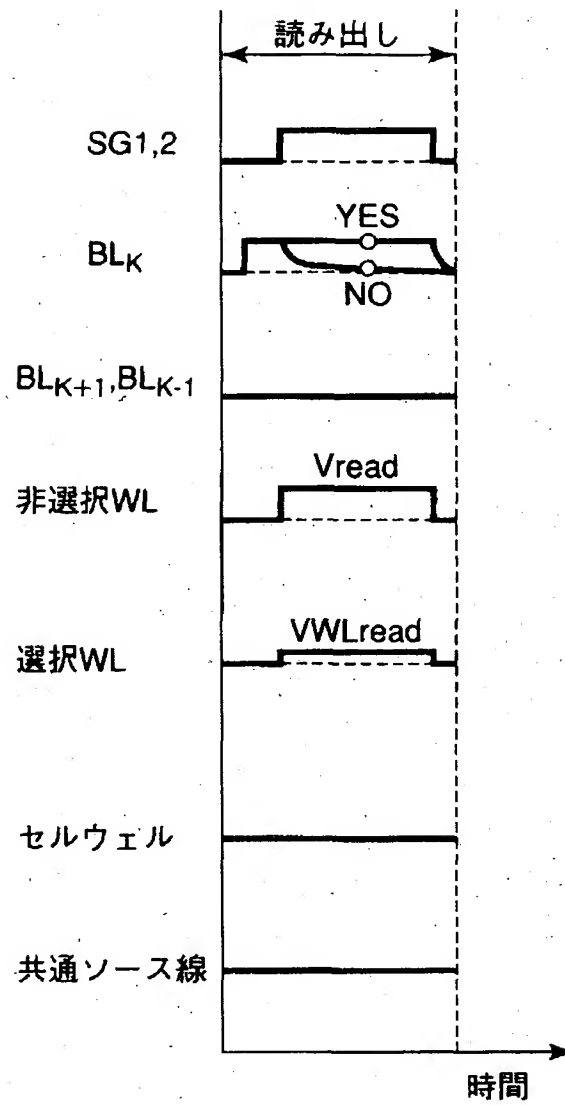 読み出し
SG1,2
YES
BLK
NO
BLK+1,BLK-1
Vread
非選択WL
VWLread
選択WL
セルウェル
共通ソース線
時間